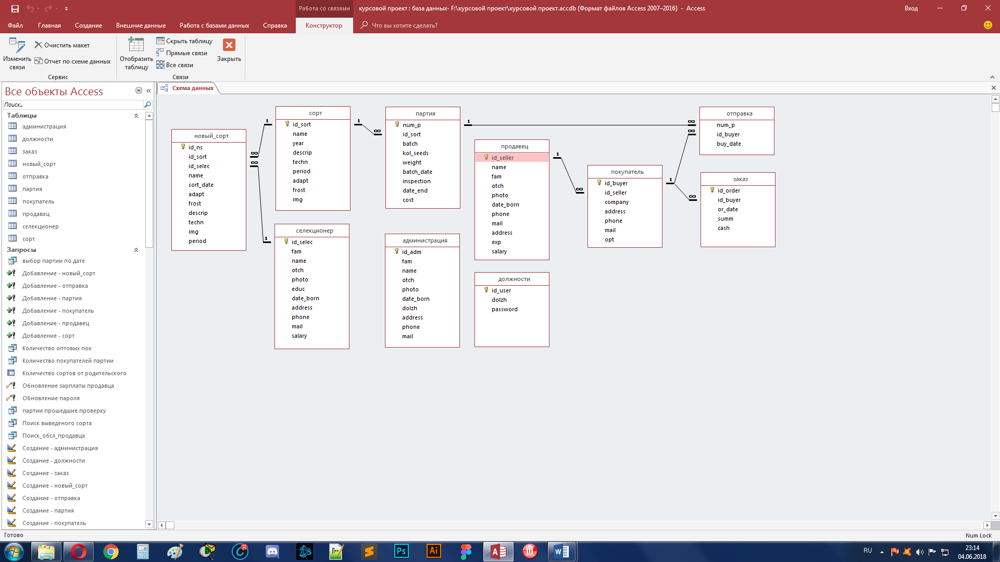 Работа со связями
курсовой проект : база данных- F:\курсовой проект\курсовой проект.accdb (Формат файлов Access 2007–2016) - Access
Вход
Файл
Главная
Создание
Внешние данные
Работа с базами данных
Справка
Конструктор
Что вы хотите сделать?
Изменить связи
Очистить макет
Отчет по схеме данных
Сервис
Отобразить таблицу
Скрыть таблицу
Прямые связи
Все связи
Связи
Закрыть
Все объекты Access
Поиск...
Таблицы
администрация
должности
заказ
новый_сорт
отправка
партия
покупатель
продавец
селекционер
сорт
Запросы
выбор партии по дате
Добавление - новый_сорт
Добавление - отправка
Добавление - партия
Добавление - покупатель
Добавление - продавец
Добавление - сорт
Количество оптовых пок
Количество покупателей партии
Количество сортов от родительского
Обновление зарплаты продавца
Обновление пароля
партии прошедшие проверку
Поиск выведеного сорта
Поиск_обсл_продавца
Создание - администрация
Создание - должности
Создание - заказ
Создание - новый_сорт
Создание - отправка
Создание - партия
Создание - покупатель
Схема данных
новый_сорт
id_ns
id_sort
id_selec
name
sort_date
adapt
frost
descrip
techn
img
period
∞
∞
1
1
сорт
id_sort
name
year
descrip
techn
period
adapt
frost
img
1
∞
селекционер
id_selec
fam
name
otch
photo
educ
date_born
address
phone
mail
salary
партия
num_p
id_sort
batch
kol_seeds
weight
batch_date
inspection
date_end
cost
1
∞
∞
администрация
id_adm
fam
name
otch
photo
date_born
dolzh
address
phone
mail
продавец
id_seller
name
fam
otch
photo
date_born
phone
mail
address
exp
salary
1
∞
должности
id_user
dolzh
password
покупатель
id_buyer
id_seller
company
address
phone
mail
opt
1
∞
отправка
num_p
id_buyer
buy_date
заказ
id_order
id_buyer
or_date
summ
cash
Готово
Num Lock
N++
Ps
Ai
RU
23:14
04.06.2018